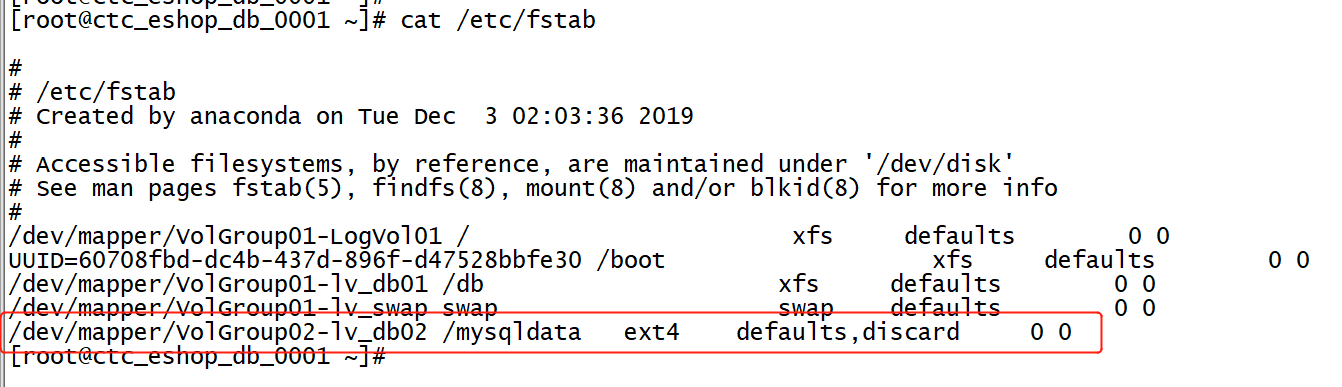 [root@ctc_eshop_db_0001 ~]#
[root@ctc_eshop_db_0001 ~]# cat /etc/fstab
#
# /etc/fstab
# Created by anaconda on Tue Dec  3 02:03:36 2019
#
# Accessible filesystems, by reference, are maintained under '/dev/disk'
# See man pages fstab(5), findfs(8), mount(8) and/or blkid(8) for more info
#
/dev/mapper/VolGroup01-LogVol01 /                       xfs     defaults        0 0
UUID=60708fbd-dc4b-437d-896f-d47528bbfe30 /boot                   xfs     defaults        0 0
/dev/mapper/VolGroup01-lv_db01 /db                     xfs     defaults        0 0
/dev/mapper/VolGroup01-lv_swap swap                    swap    defaults        0 0
/dev/mapper/VolGroup02-lv_db02 /mysqldata   ext4    defaults,discard     0 0
[root@ctc_eshop_db_0001 ~]#